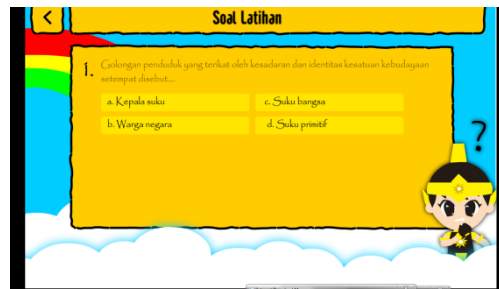 Soal Latihan
1. Golongan penduduk yang terikat oleh kesadaran dan identitas kesatuan kebudayaan
setempat disebut....
a. Kepala suku
c. Suku bangsa
b. Warga negara
d. Suku primitif
?